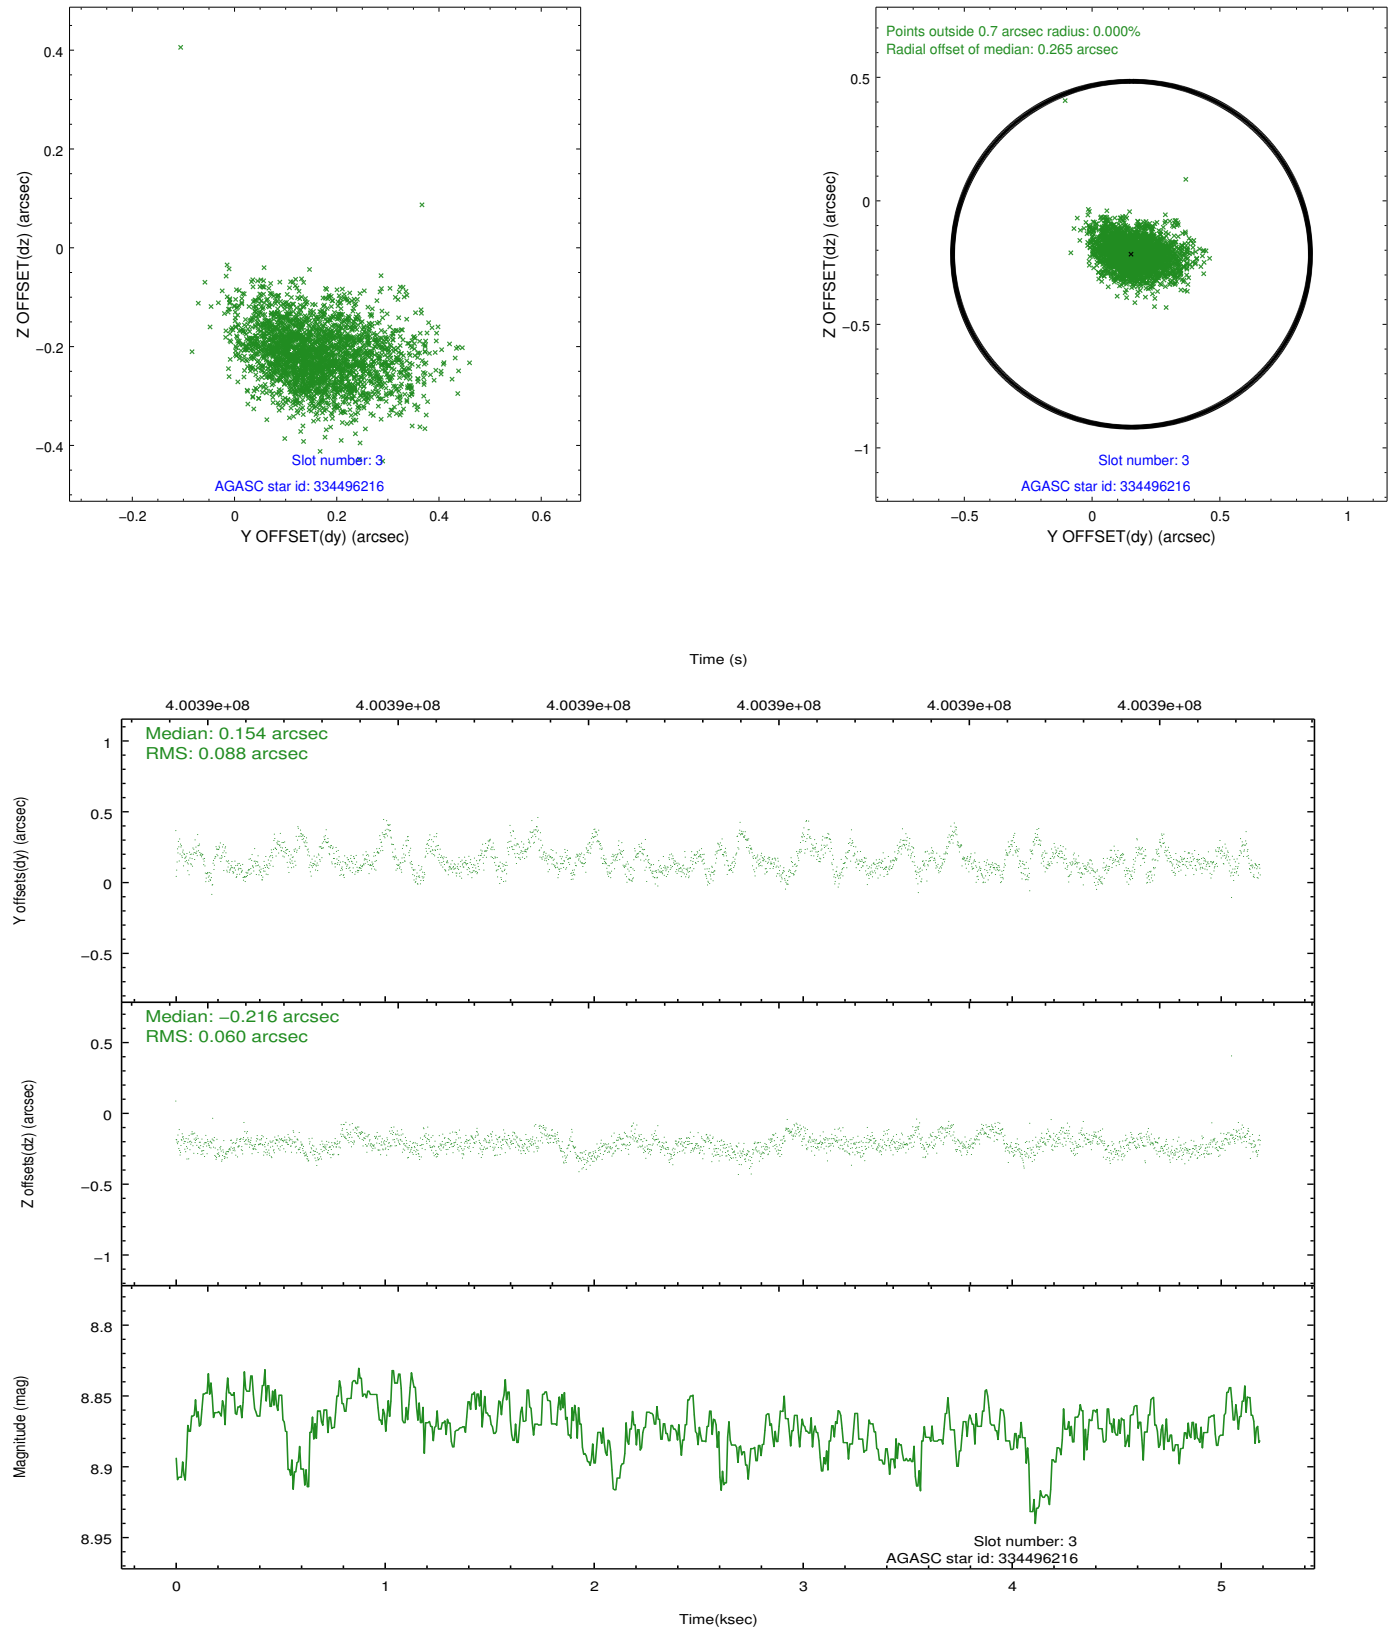 0.4
0.2
0
−0.2
−0.4
Z OFFSET(dz) (arcsec)
Slot number: 3
AGASC star id: 334496216
−0.2
0
0.2
0.4
0.6
Y OFFSET(dy) (arcsec)
Points outside 0.7 arcsec radius: 0.000%
Radial offset of median: 0.265 arcsec
0.5
0
−0.5
−1
Z OFFSET(dz) (arcsec)
Slot number: 3
AGASC star id: 334496216
−0.5
0
0.5
1
Y OFFSET(dy) (arcsec)
Time (s)
4.0039e+08
4.0039e+08
4.0039e+08
4.0039e+08
4.0039e+08
4.0039e+08
Median: 0.154 arcsec
RMS: 0.088 arcsec
1
0.5
0
−0.5
Y offsets(dy) (arcsec)
Median: −0.216 arcsec
RMS: 0.060 arcsec
0.5
0
−0.5
−1
Z offsets(dz) (arcsec)
8.8
8.85
8.9
8.95
Magnitude (mag)
Slot number: 3
AGASC star id: 334496216
0
1
2
3
4
5
Time(ksec)